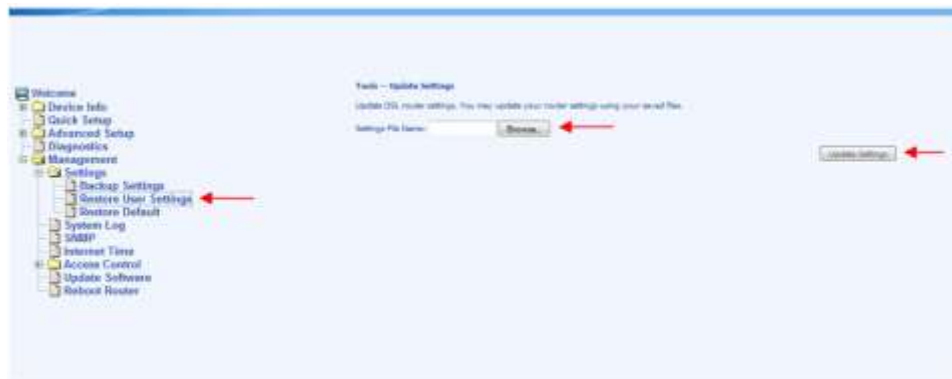 Welcome
Device Info
Quick Setup
Advanced Setup
Diagnostics
Management
Settings
Backup Settings
Restore User Settings
Restore Default
System Log
SNMP
Internet Time
Access Control
Update Software
Reboot Router
Tools -- Update Settings
Update DSL router settings. You may update your router settings using your saved files.
Settings File Name:
Browse...
Update Settings